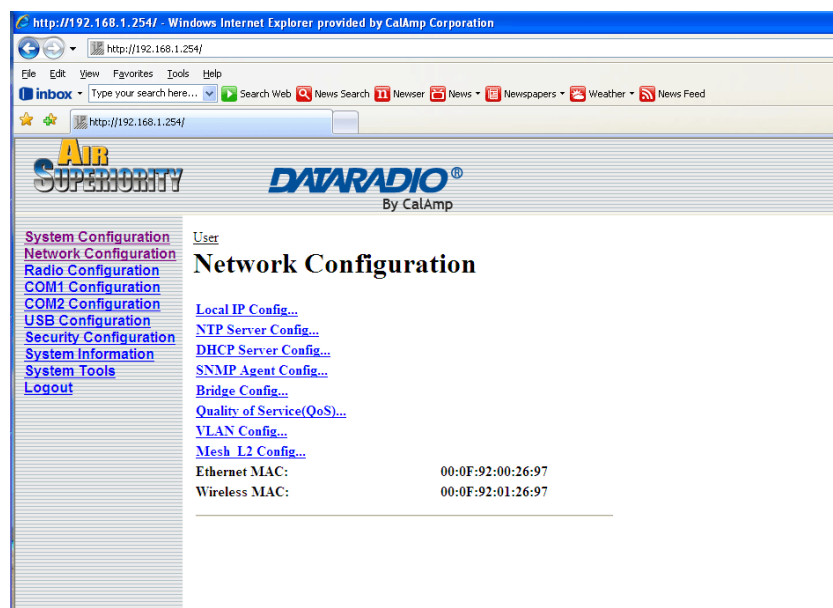 http://192.168.1.254/ - Windows Internet Explorer provided by CalAmp Corporation
http://192.168.1.254/
File Edit View Favorites Tools Help
inbox Type your search here... Search Web News Search Newser News Newspapers Weather News Feed
http://192.168.1.254/
AIR
SUPERIORITY
DATARADIO®
By CalAmp
System Configuration
Network Configuration
Radio Configuration
COM1 Configuration
COM2 Configuration
USB Configuration
Security Configuration
System Information
System Tools
Logout
User
Network Configuration
Local IP Config...
NTP Server Config...
DHCP Server Config...
SNMP Agent Config...
Bridge Config...
Quality of Service(QoS)...
VLAN Config...
Mesh L2 Config...
Ethernet MAC: 00:0F:92:00:26:97
Wireless MAC: 00:0F:92:01:26:97